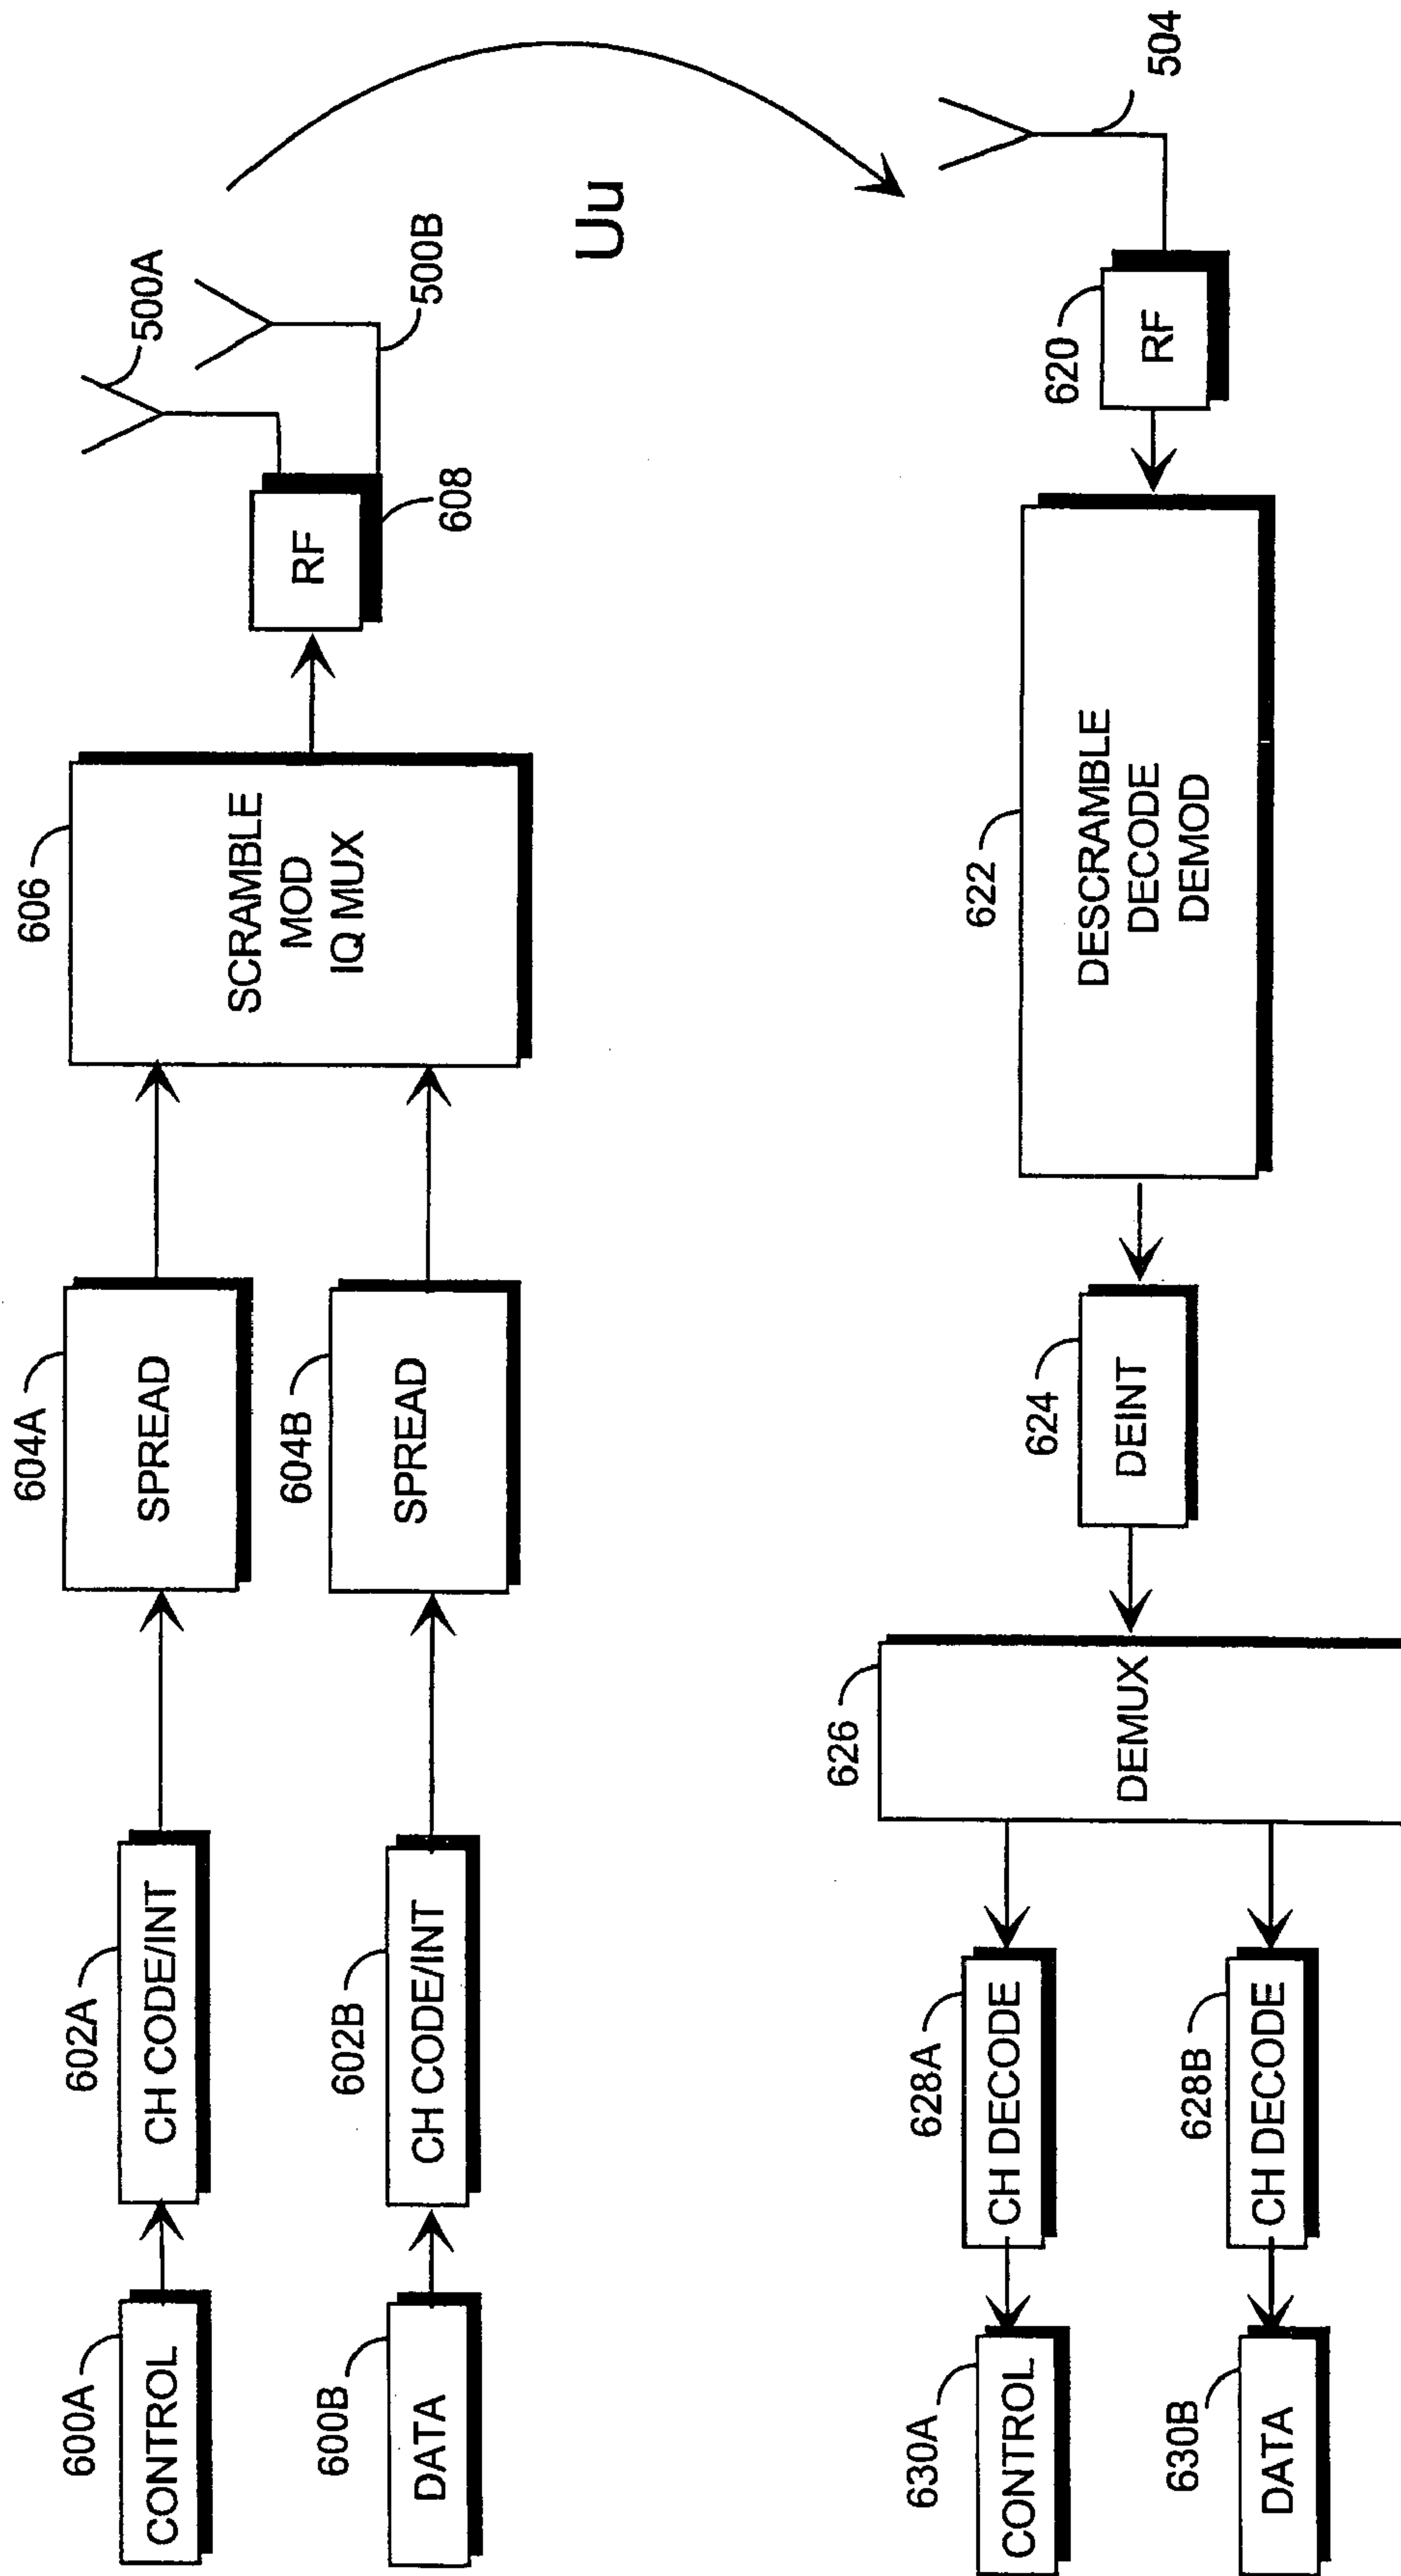 600A
CONTROL
602A
CH CODE/INT
604A
SPREAD
600B
DATA
602B
CH CODE/INT
604B
SPREAD
606
SCRAMBLE
MOD
IQ MUX
RF
608
500A
500B
Uu
504
620
RF
622
DESCRAMBLE
DECODE
DEMOD
624
DEINT
626
DEMUX
628A
CH DECODE
630A
CONTROL
628B
CH DECODE
630B
DATA